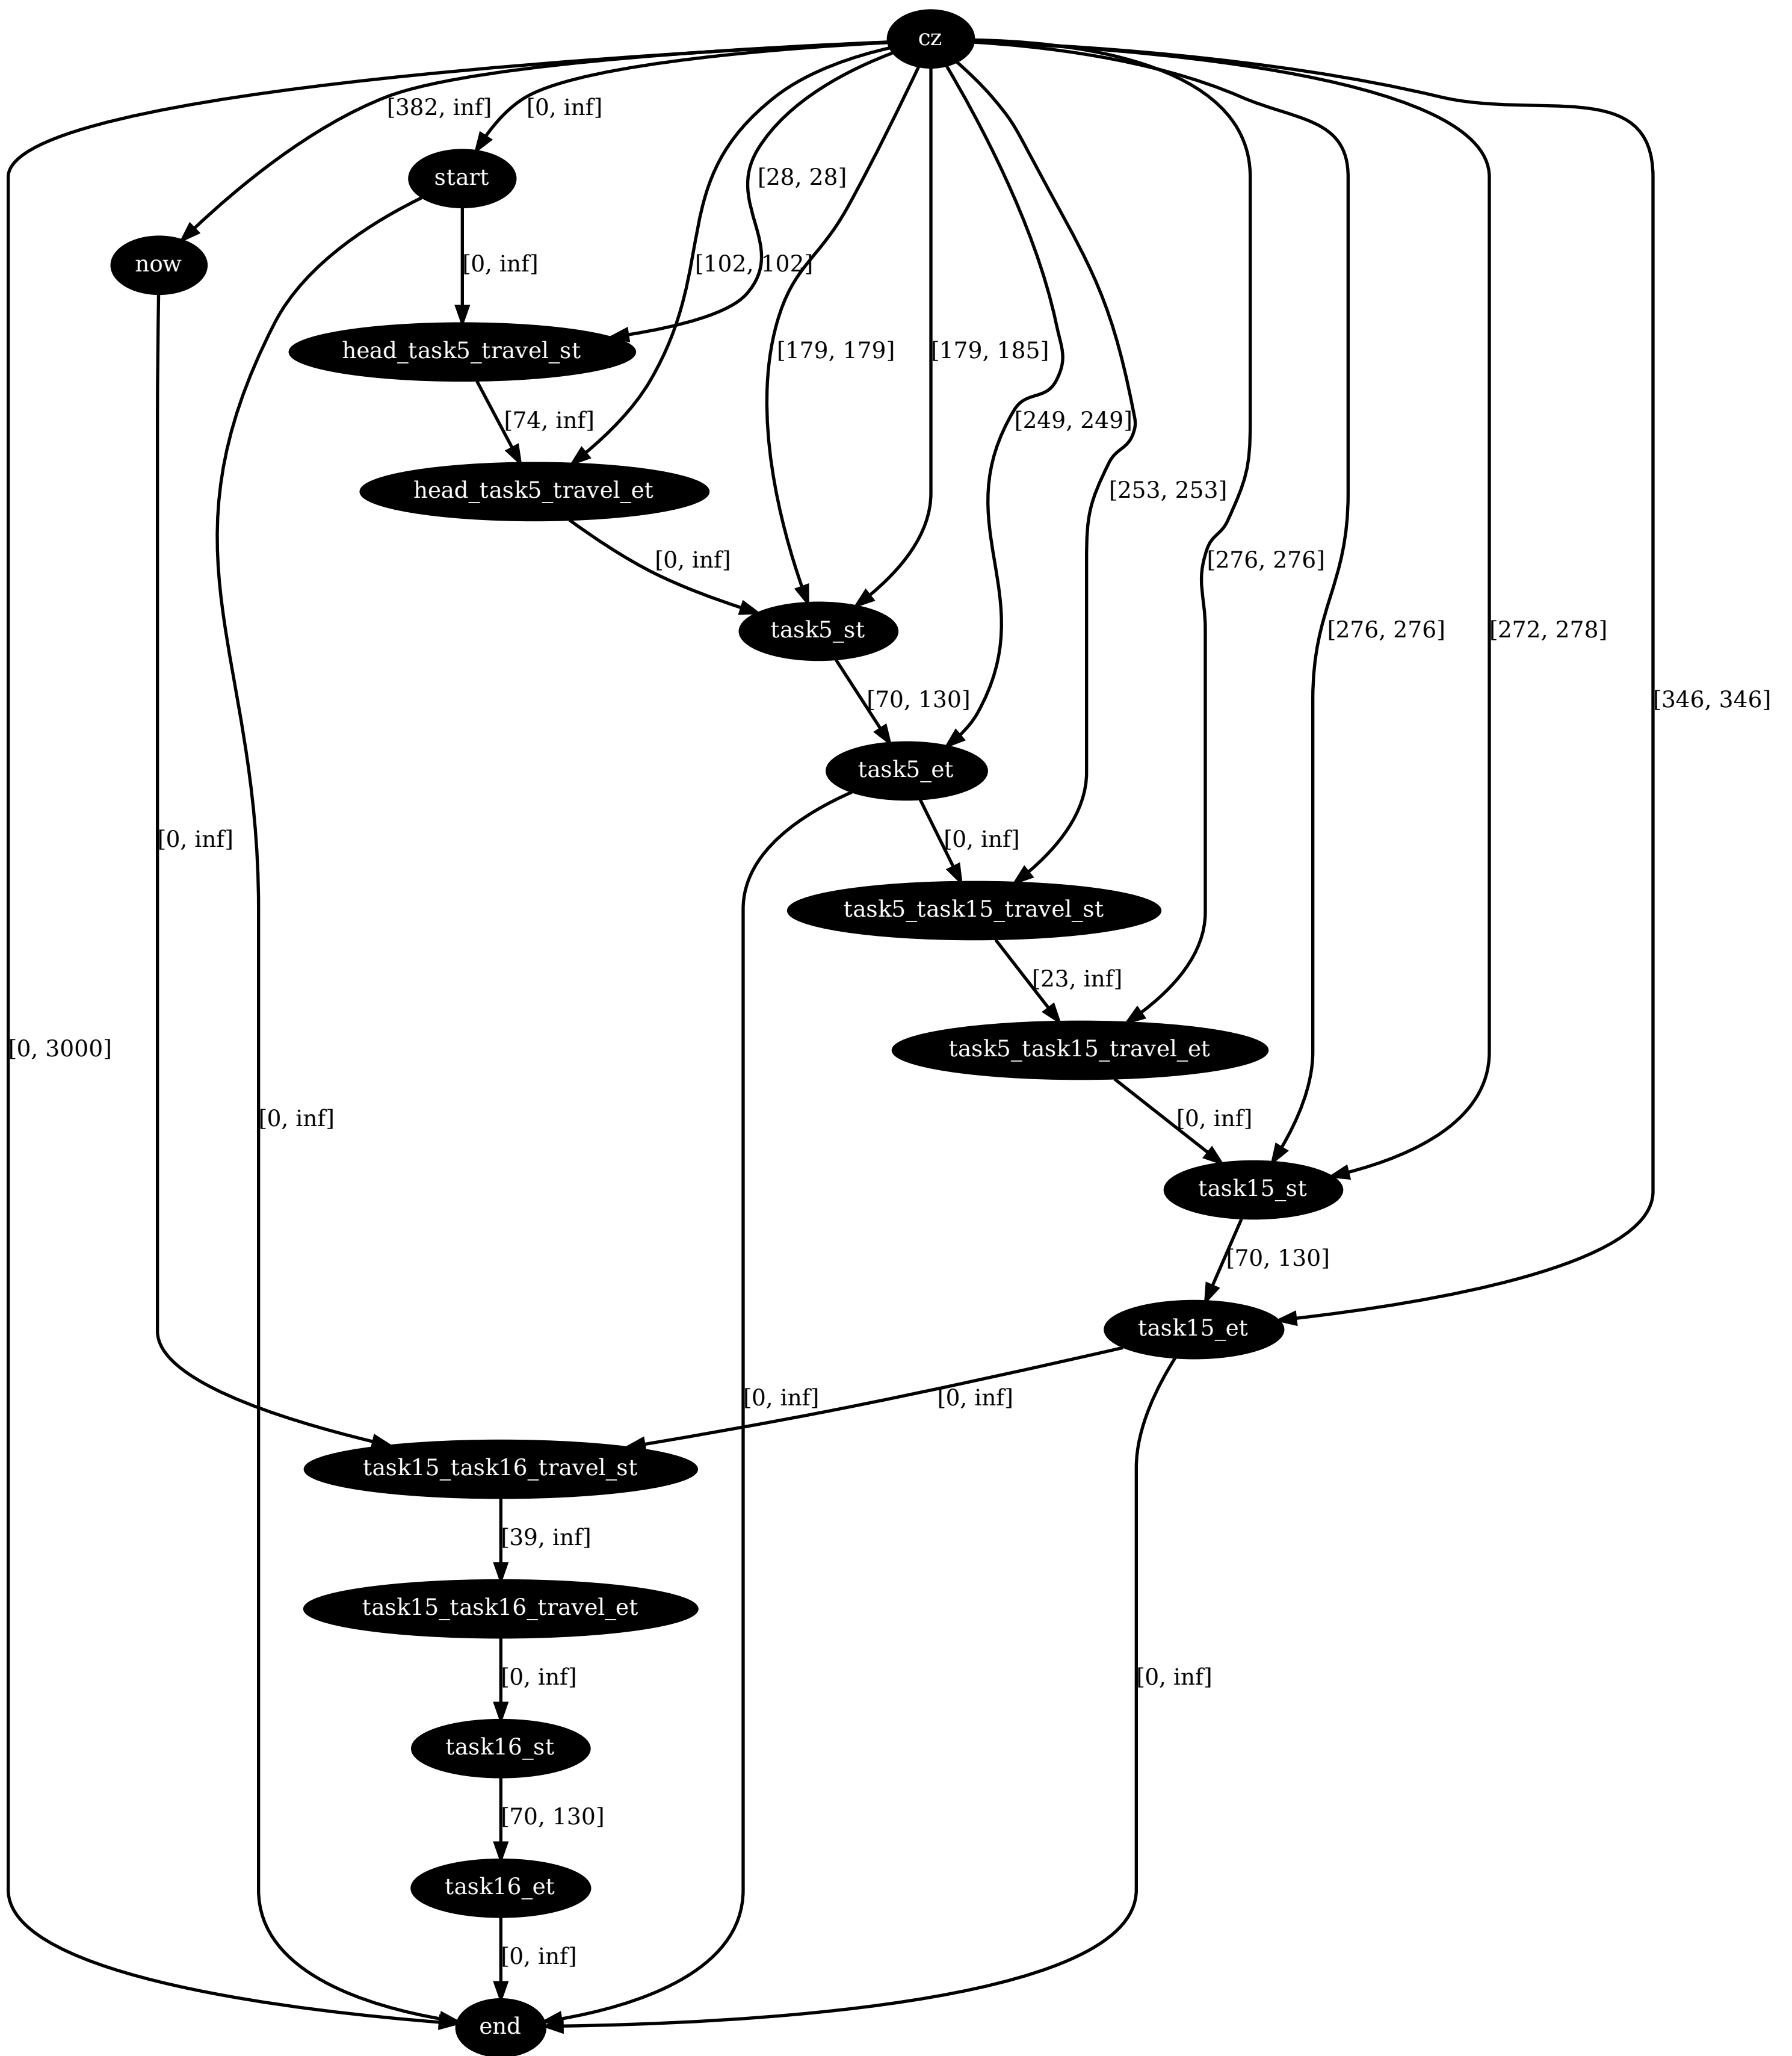 cz
[382, inf]
[0, inf]
start
[28, 28]
now
[0, inf]
[102, 102]
head_task5_travel_st
[179, 179]
[179, 185]
[74, inf]
[249, 249]
head_task5_travel_et
[253, 253]
[0, inf]
[276, 276]
task5_st
[276, 276]
[272, 278]
[70, 130]
[346, 346]
task5_et
[0, inf]
[0, inf]
task5_task15_travel_st
[23, inf]
[0, 3000]
task5_task15_travel_et
[0, inf]
[0, inf]
task15_st
[70, 130]
task15_et
[0, inf]
[0, inf]
task15_task16_travel_st
[39, inf]
task15_task16_travel_et
[0, inf]
[0, inf]
task16_st
[70, 130]
task16_et
[0, inf]
end